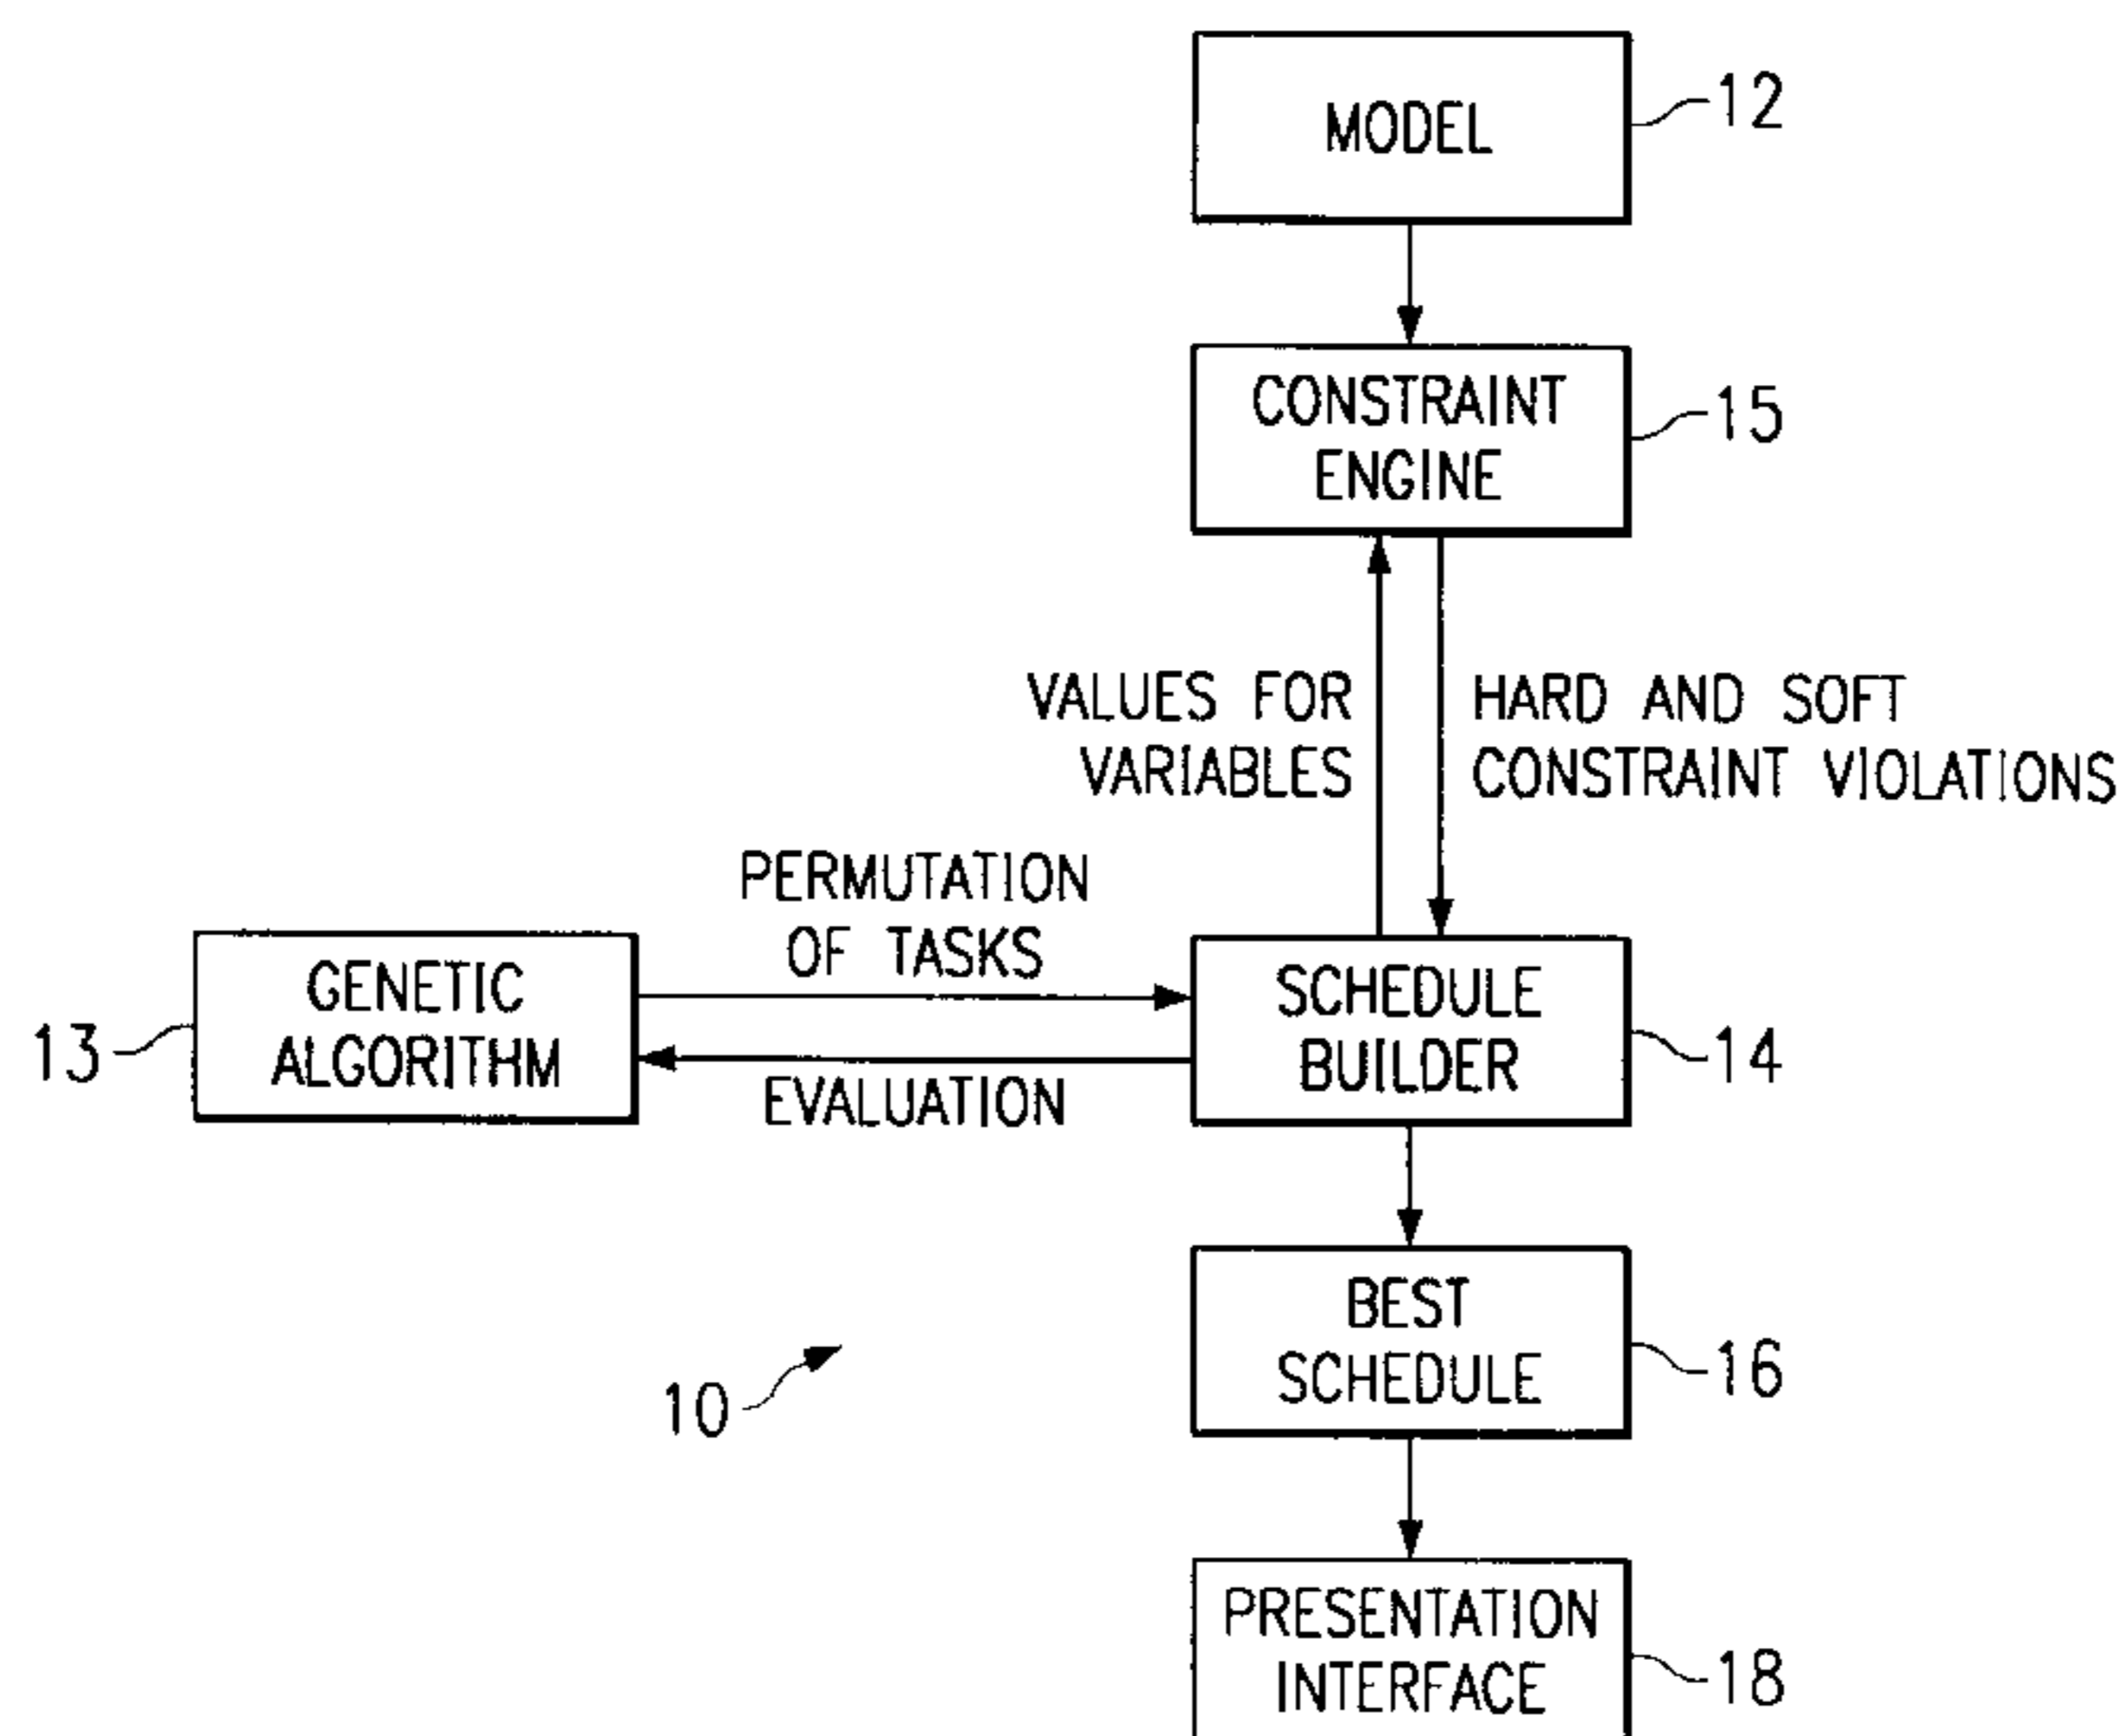 MODEL
12
CONSTRAINT
ENGINE
15
VALUES FOR
VARIABLES
HARD AND SOFT
CONSTRAINT VIOLATIONS
PERMUTATION
OF TASKS
GENETIC
ALGORITHM
13
EVALUATION
SCHEDULE
BUILDER
14
BEST
SCHEDULE
16
10
PRESENTATION
INTERFACE
18